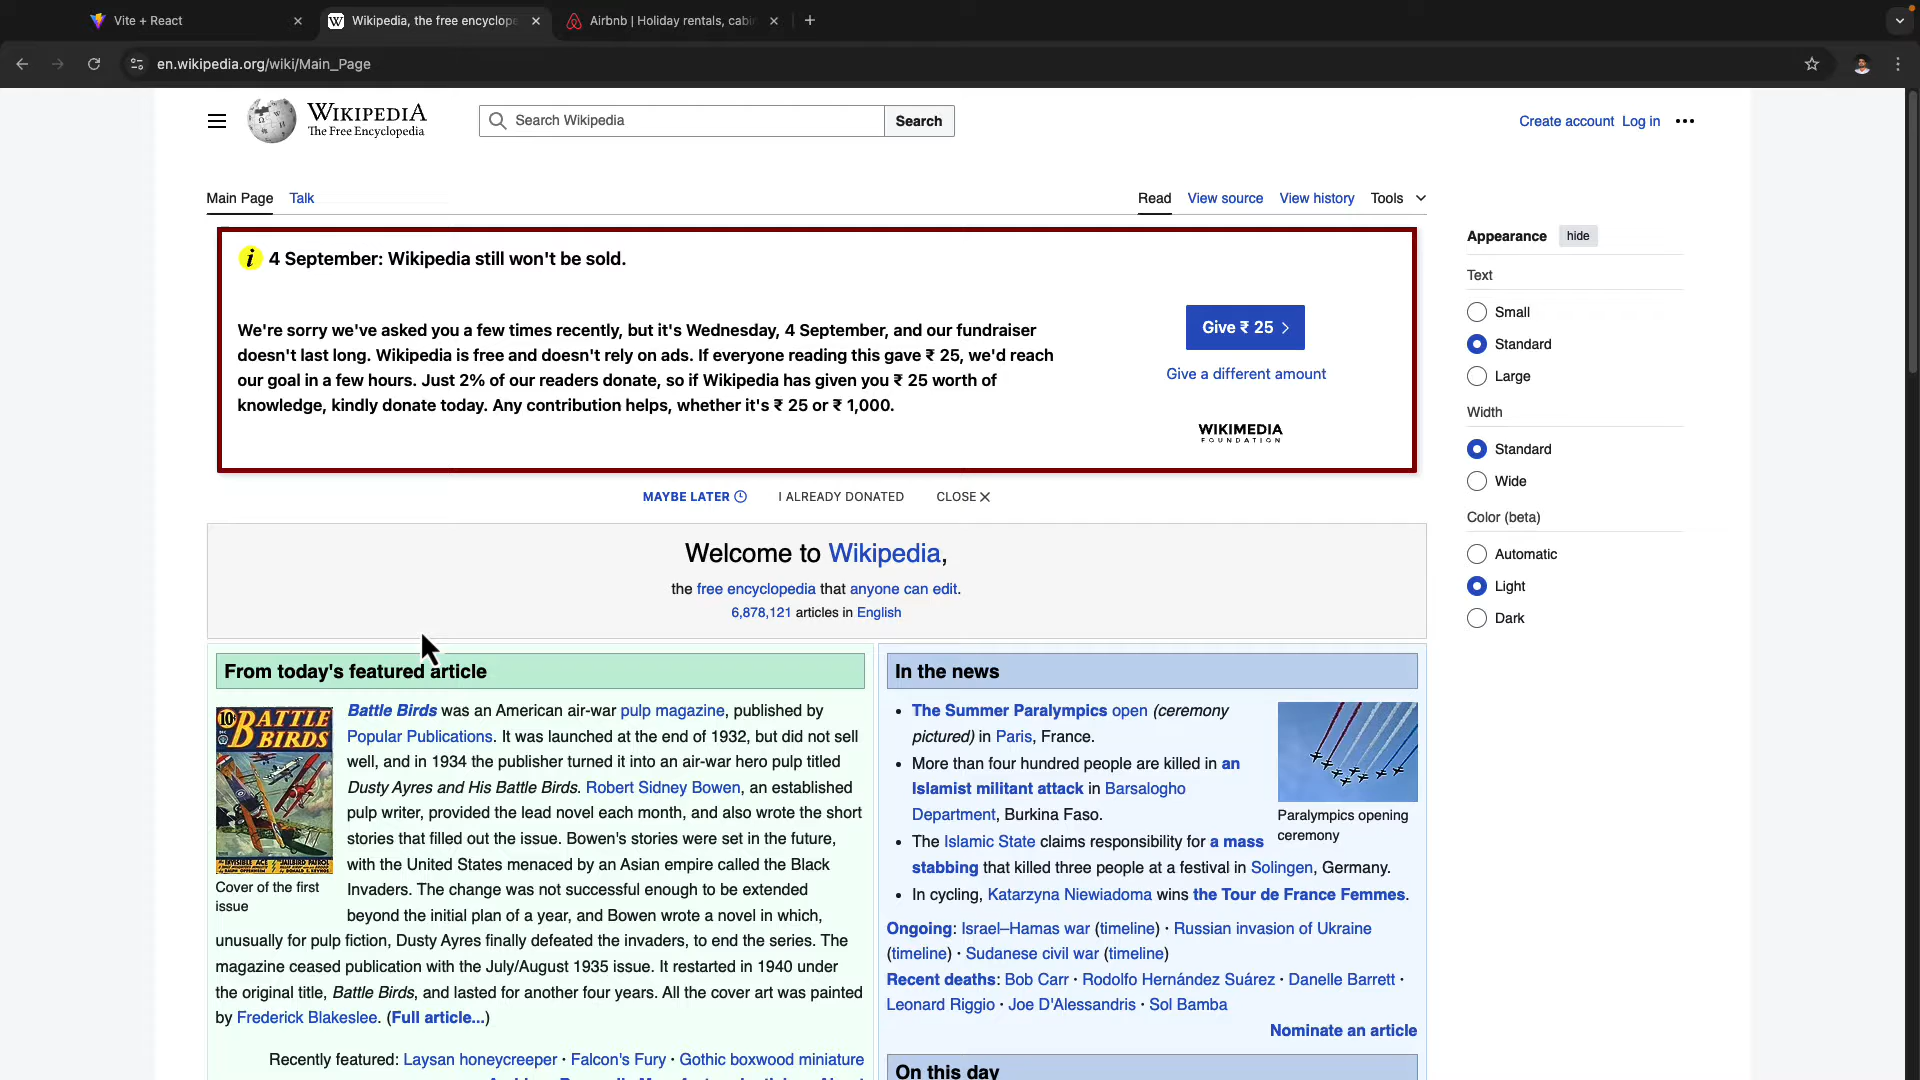 Vite + React
Wikipedia, the free encyclope
Airbnb | Holiday rentals, cabi
en.wikipedia.org/wiki/Main_Page
WIKIPEDIA
The Free Encyclopedia
Search Wikipedia
Search
Create account Log in
Main Page Talk
Read View source View history Tools
4 September: Wikipedia still won't be sold.
We're sorry we've asked you a few times recently, but it's Wednesday, 4 September, and our fundraiser
doesn't last long. Wikipedia is free and doesn't rely on ads. If everyone reading this gave ₹ 25, we'd reach
our goal in a few hours. Just 2% of our readers donate, so if Wikipedia has given you ₹ 25 worth of
knowledge, kindly donate today. Any contribution helps, whether it's ₹ 25 or ₹ 1,000.
Give ₹ 25
Give a different amount
WIKIMEDIA
FOUNDATION
MAYBE LATER
I ALREADY DONATED
CLOSE
Appearance hide
Text
Small
Standard
Large
Width
Standard
Wide
Color (beta)
Automatic
Light
Dark
Welcome to Wikipedia,
the free encyclopedia that anyone can edit.
6,878,121 articles in English
From today's featured article
10¢
BATTLE
BIRDS
Cover of the first
issue
Battle Birds was an American air-war pulp magazine, published by
Popular Publications. It was launched at the end of 1932, but did not sell
well, and in 1934 the publisher turned it into an air-war hero pulp titled
Dusty Ayres and His Battle Birds. Robert Sidney Bowen, an established
pulp writer, provided the lead novel each month, and also wrote the short
stories that filled out the issue. Bowen's stories were set in the future,
with the United States menaced by an Asian empire called the Black
Invaders. The change was not successful enough to be extended
beyond the initial plan of a year, and Bowen wrote a novel in which,
unusually for pulp fiction, Dusty Ayres finally defeated the invaders, to end the series. The
magazine ceased publication with the July/August 1935 issue. It restarted in 1940 under
the original title, Battle Birds, and lasted for another four years. All the cover art was painted
by Frederick Blakeslee. (Full article...)
Recently featured: Laysan honeycreeper · Falcon's Fury · Gothic boxwood miniature
In the news
The Summer Paralympics open (ceremony
pictured) in Paris, France.
More than four hundred people are killed in an
Islamist militant attack in Barsalogho
Department, Burkina Faso.
The Islamic State claims responsibility for a mass
stabbing that killed three people at a festival in Solingen, Germany.
In cycling, Katarzyna Niewiadoma wins the Tour de France Femmes.
Paralympics opening
ceremony
Ongoing: Israel–Hamas war (timeline) · Russian invasion of Ukraine
(timeline) · Sudanese civil war (timeline)
Recent deaths: Bob Carr · Rodolfo Hernández Suárez · Danelle Barrett ·
Leonard Riggio · Joe D'Alessandris · Sol Bamba
Nominate an article
On this day